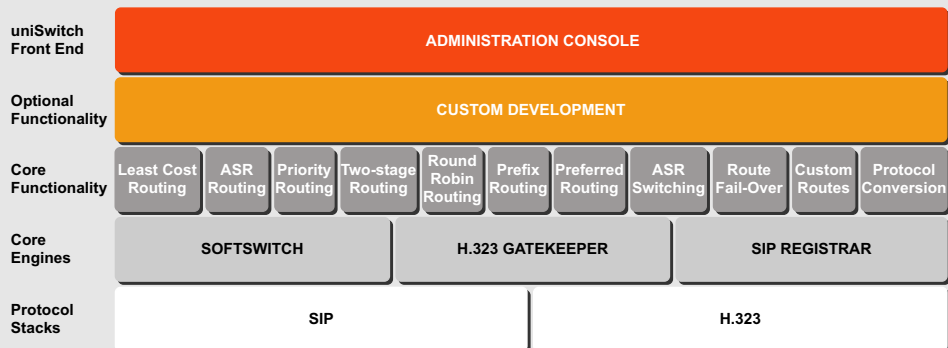 uniSwitch
Front End
ADMINISTRATION CONSOLE
Optional
Functionality
CUSTOM DEVELOPMENT
Core
Functionality
Least Cost
Routing
ASR
Routing
Priority
Routing
Two-stage
Routing
Round
Robin
Routing
Prefix
Routing
Preferred
Routing
ASR
Switching
Route
Fail-Over
Custom
Routes
Protocol
Conversion
Core
Engines
SOFTSWITCH
H.323 GATEKEEPER
SIP REGISTRAR
Protocol
Stacks
SIP
H.323